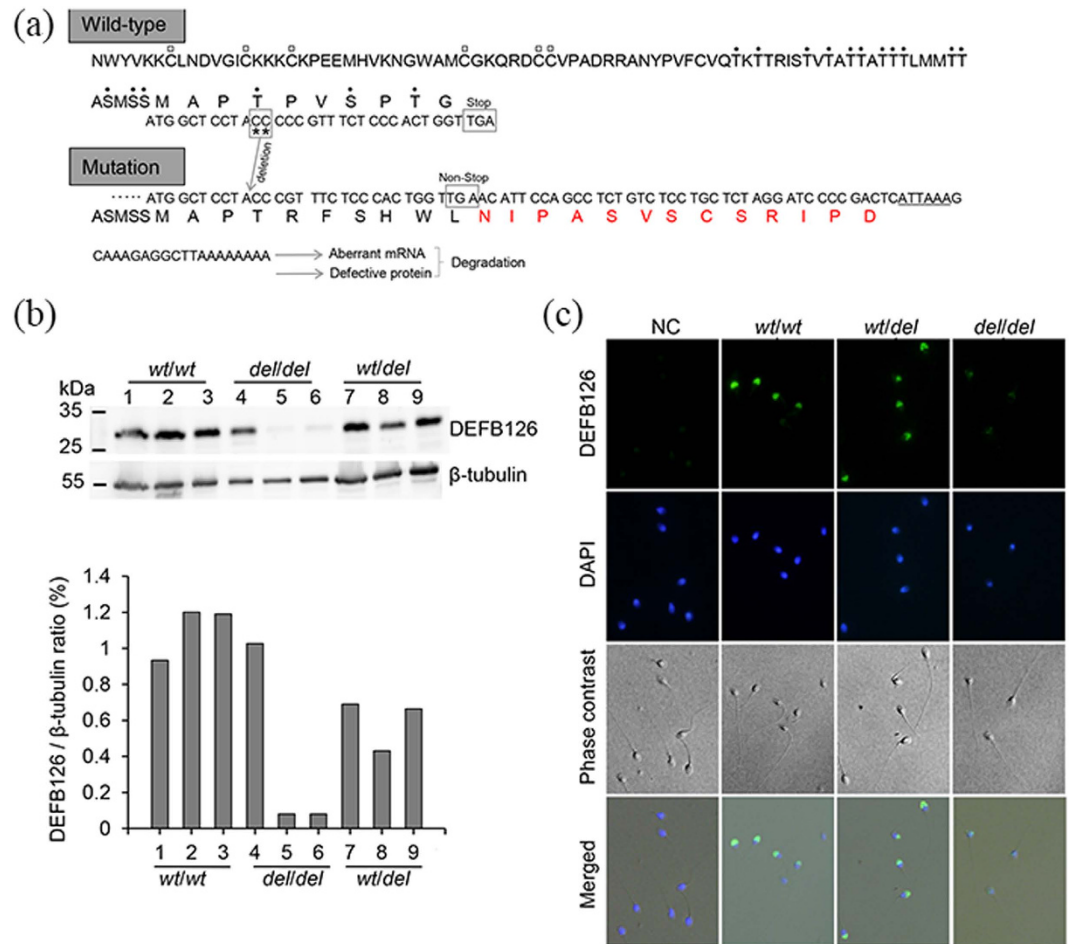 (a)
Wild-type
NWYVKKCLNDVGICKKKCKPEEMHVKNGWAMCGKQRDCCVPADRRANYPVFCVQTKTTRISTVTATTATTTLMMTT
ASMSS M A P T P V S P T G Stop
ATG GCT CCT ACC CCC GTT TCT CCC ACT GGT TGA
**
deletion
Mutation
Non-Stop
····· ATG GCT CCT ACC CGT TTC TCC CAC TGG TTG AAC ATT CCA GCC TCT GTC TCC TGC TCT AGG ATC CCC GAC TCATTAAAG
ASMSS M A P T R F S H W L N I P A S V S C S R I P D
CAAAGAGGCTTAAAAAAAA Aberrant mRNA
Defective protein
Degradation
(b)
wt/wt del/del wt/del
kDa 1 2 3 4 5 6 7 8 9
35
25
DEFB126
55
β-tubulin
DEFB126 / β-tubulin ratio (%)
1.4
1.2
1
0.8
0.6
0.4
0.2
0
1 2 3 4 5 6 7 8 9
wt/wt del/del wt/del
(c)
NC wt/wt wt/del del/del
DEFB126
DAPI
Phase contrast
Merged